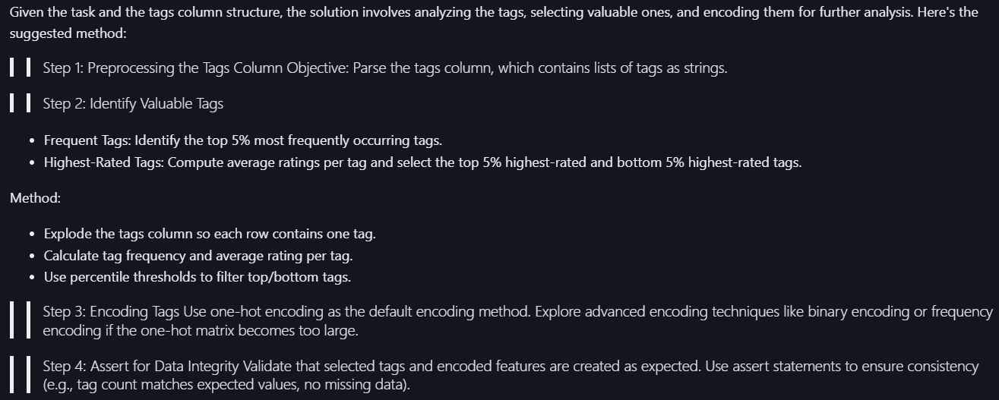 Given the task and the tags column structure, the solution involves analyzing the tags, selecting valuable ones, and encoding them for further analysis. Here's the
suggested method:
Step 1: Preprocessing the Tags Column Objective: Parse the tags column, which contains lists of tags as strings.
Step 2: Identify Valuable Tags
• Frequent Tags: Identify the top 5% most frequently occurring tags.
• Highest-Rated Tags: Compute average ratings per tag and select the top 5% highest-rated and bottom 5% highest-rated tags.
Method:
• Explode the tags column so each row contains one tag.
• Calculate tag frequency and average rating per tag.
• Use percentile thresholds to filter top/bottom tags.
Step 3: Encoding Tags Use one-hot encoding as the default encoding method. Explore advanced encoding techniques like binary encoding or frequency
encoding if the one-hot matrix becomes too large.
Step 4: Assert for Data Integrity Validate that selected tags and encoded features are created as expected. Use assert statements to ensure consistency
(e.g., tag count matches expected values, no missing data).